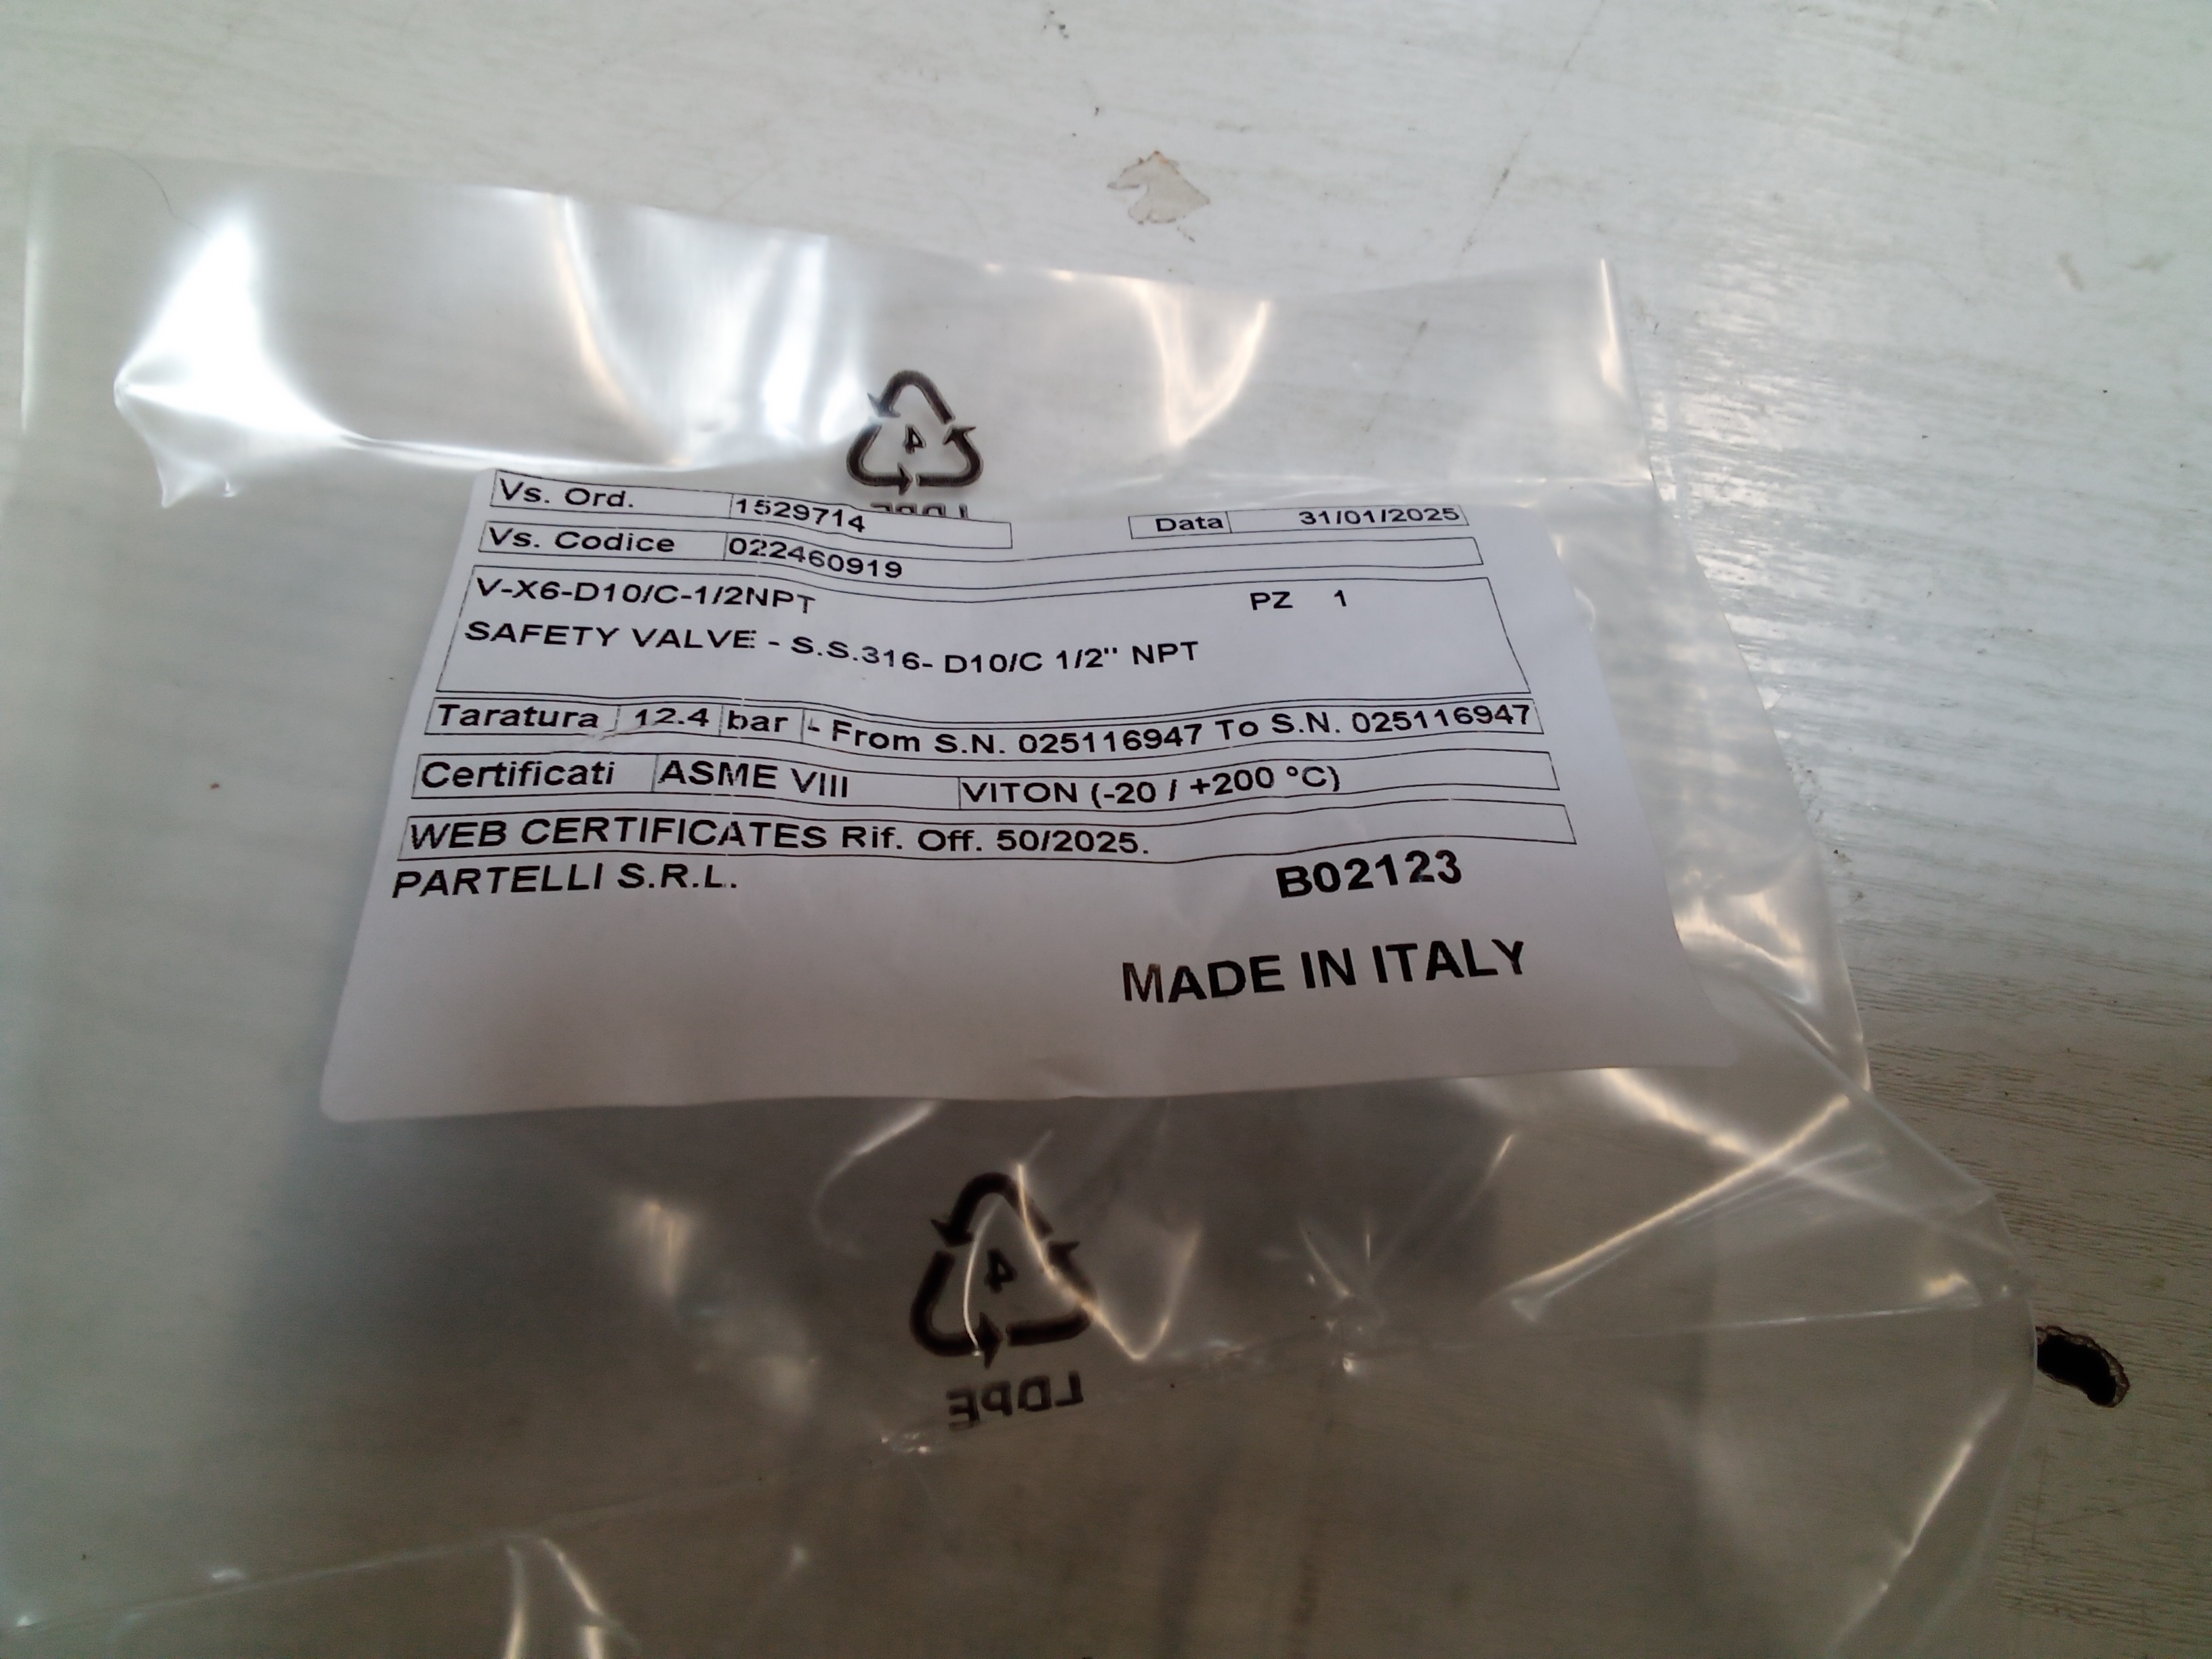 4
LDPE
Vs. Ord. 1529714 Data 31/01/2025
Vs. Codice 022460919
V-X6-D10/C-1/2NPT PZ 1
SAFETY VALVE - S.S.316- D10/C 1/2" NPT
Taratura 12.4 bar - From S.N. 025116947 To S.N. 025116947
Certificati ASME VIII VITON (-20 / +200 °C)
WEB CERTIFICATES Rif. Off. 50/2025.
PARTELLI S.R.L. B02123
MADE IN ITALY
4
LDPE